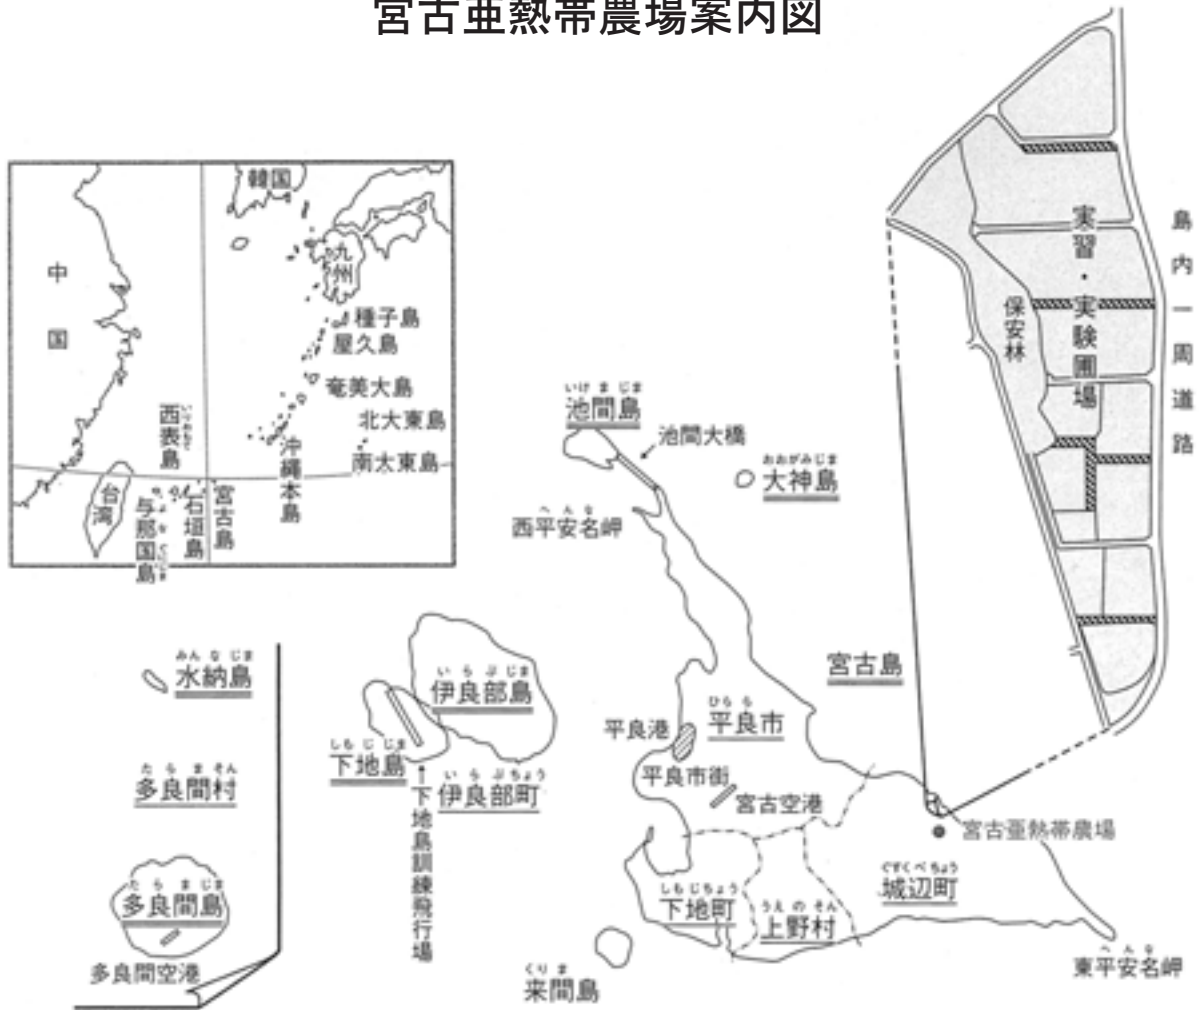 宮古亜熱帯農場案内図
韓国
中国
九州
種子島
屋久島
奄美大島
北大東島
南大東島
沖縄本島
西表島
いりおもて
台湾
与那国島
よなぐにじま
石垣島
宮古島
島内一周道路
実習・実験圃場
保安林
いけまじま
池間島
池間大橋
おおがみじま
大神島
へんな
西平安名岬
宮古島
みんなじま
水納島
たらまそん
多良間村
たらまじま
多良間島
多良間空港
いらぶじま
伊良部島
しもじじま
下地島
いらぶちょう
伊良部町
下地島訓練飛行場
ひらら
平良市
平良港
平良市街
宮古空港
宮古亜熱帯農場
ぐすくべちょう
城辺町
しもじちょう
下地町
うえのそん
上野村
くりま
来間島
へんな
東平安名岬